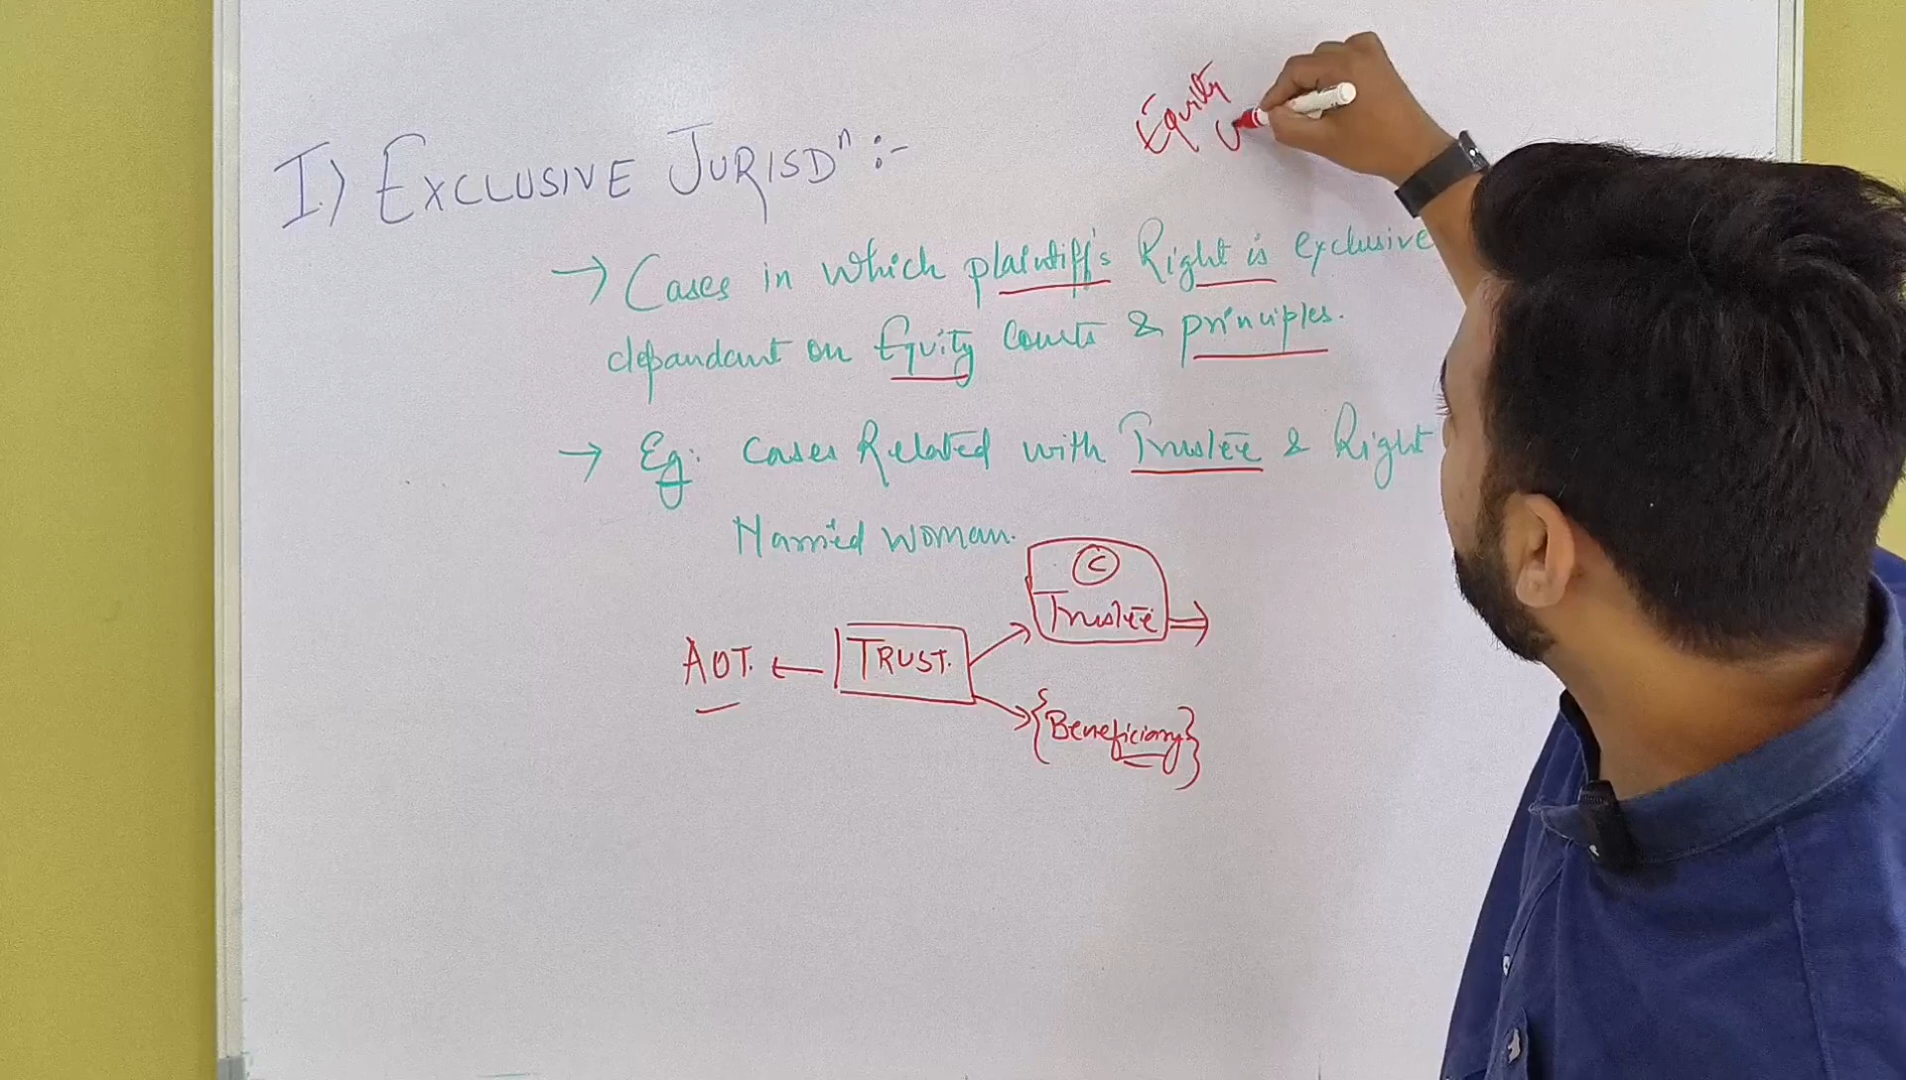 Equity
I.) EXCLUSIVE JURISDⁿ :-
→ Cases in which plaintiff's Right is exclusive
dependant on Equity Courts & principles.
→ Eg: Cases Related with Trustee & Right
Married woman.
C
Trustee
AOT. ← TRUST.
{Beneficiary}